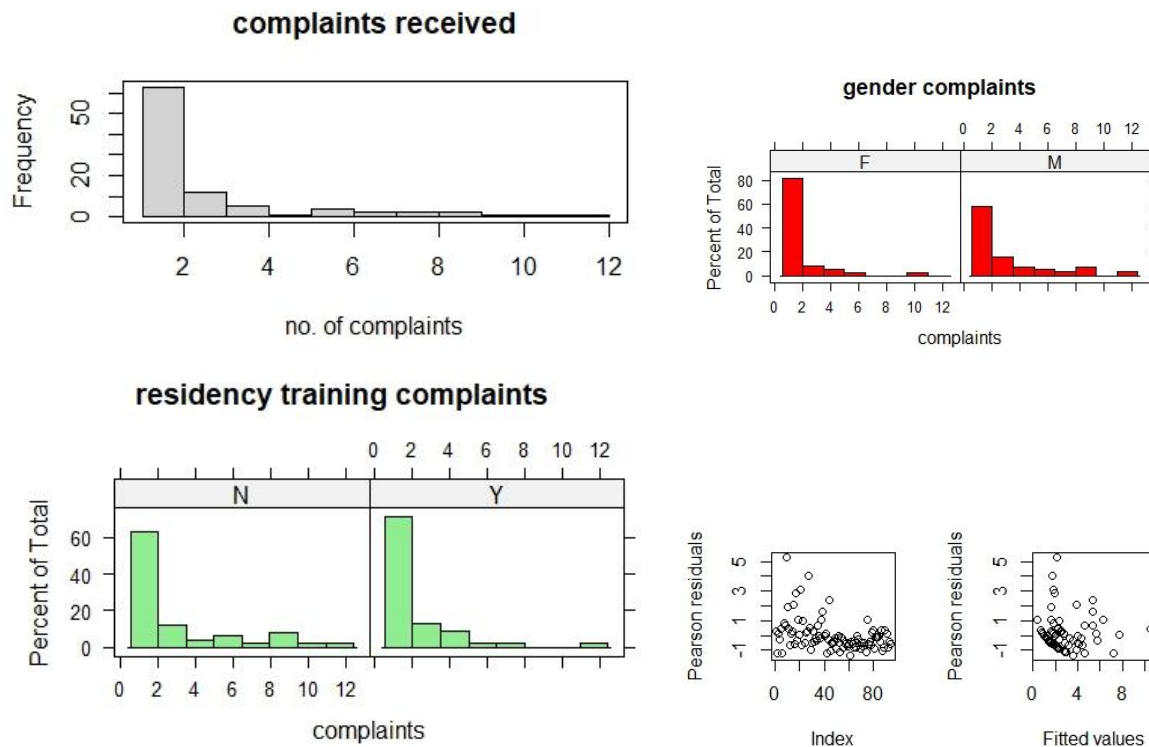 complaints received
Frequency
50
20
0
2 4 6 8 10 12
no. of complaints
gender complaints
0 2 4 6 8 10 12
F M
Percent of Total
80
60
40
20
0
0 2 4 6 8 10 12
complaints
residency training complaints
0 2 4 6 8 10 12
N Y
Percent of Total
60
40
20
0
0 2 4 6 8 10 12
complaints
Pearson residuals
5
3
1
-1
0 40 80
Index
Pearson residuals
5
3
1
-1
0 4 8
Fitted values